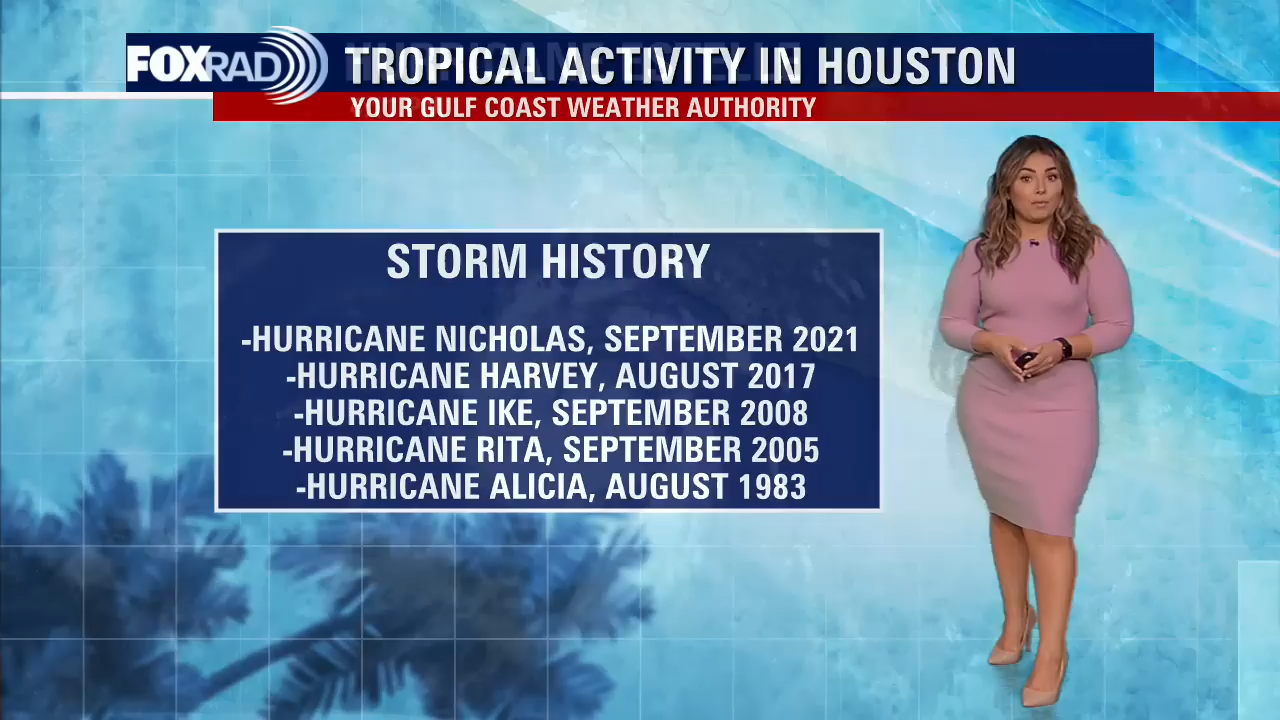 FOXRAD
TROPICAL ACTIVITY IN HOUSTON
YOUR GULF COAST WEATHER AUTHORITY
STORM HISTORY
-HURRICANE NICHOLAS, SEPTEMBER 2021
-HURRICANE HARVEY, AUGUST 2017
-HURRICANE IKE, SEPTEMBER 2008
-HURRICANE RITA, SEPTEMBER 2005
-HURRICANE ALICIA, AUGUST 1983